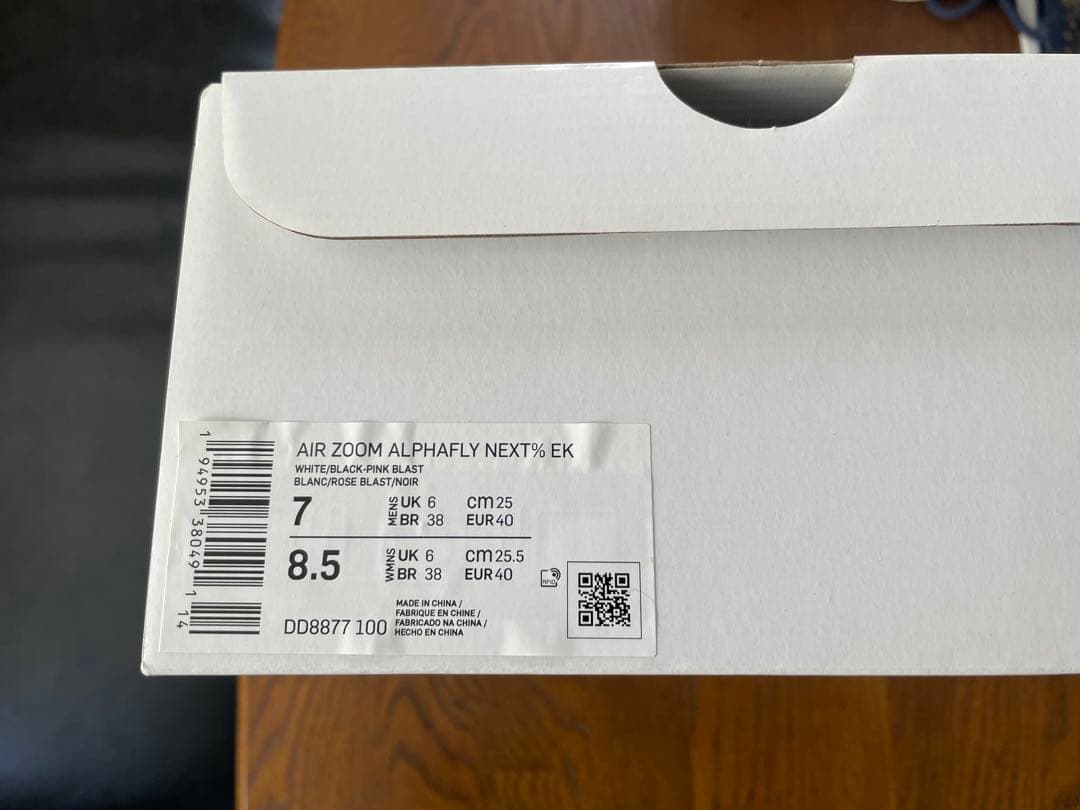 AIR ZOOM ALPHAFLY NEXT% EK
WHITE/BLACK-PINK BLAST
BLANC/ROSE BLAST/NOIR
7 MENS UK 6 cm 25
BR 38 EUR 40
8.5 WMNS UK 6 cm 25.5
BR 38 EUR 40
RFID
DD8877 100
MADE IN CHINA /
FABRIQUE EN CHINE /
FABRICADO NA CHINA /
HECHO EN CHINA
1 94953 38049 1 14